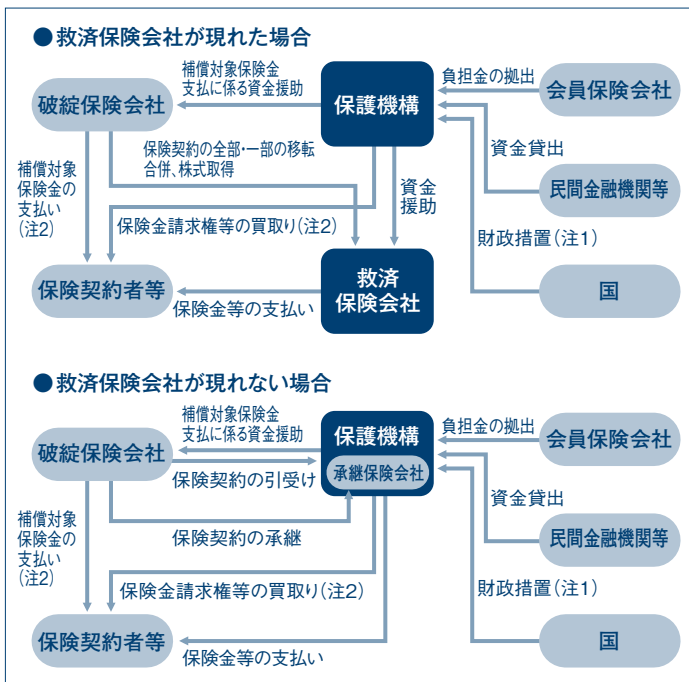 ●救済保険会社が現れた場合
補償対象保険金
支払に係る資金援助
負担金の拠出
破綻保険会社
保護機構
会員保険会社
保険契約の全部・一部の移転
合併、株式取得
資金貸出
補償対象
保険金の
支払い
(注2)
資金
援助
民間金融機関等
保険金請求権等の買取り(注2)
財政措置(注1)
保険契約者等
救済
保険会社
国
保険金等の支払い
●救済保険会社が現れない場合
補償対象保険金
支払に係る資金援助
負担金の拠出
破綻保険会社
保護機構
承継保険会社
会員保険会社
保険契約の引受け
資金貸出
補償対象
保険金の
支払い
(注2)
保険契約の承継
民間金融機関等
保険金請求権等の買取り(注2)
財政措置(注1)
保険契約者等
国
保険金等の支払い